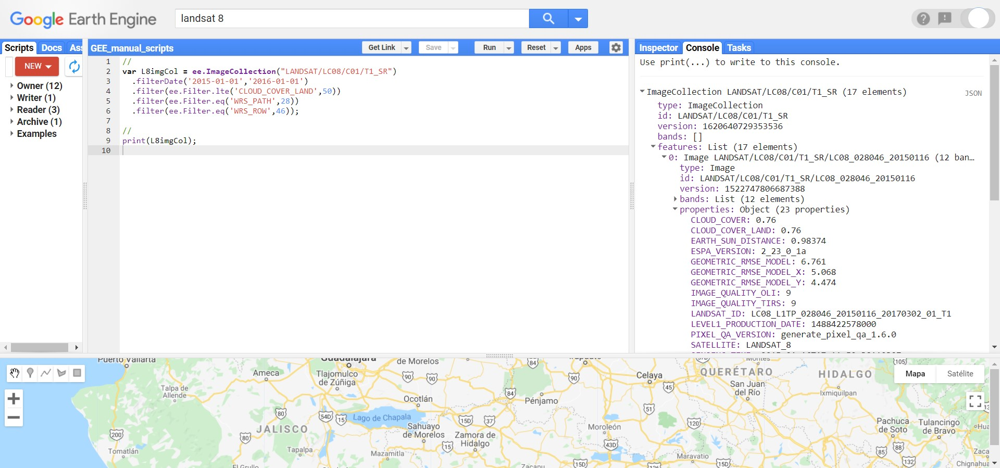 Google Earth Engine
landsat 8
Scripts Docs Ass
NEW
Owner (12)
Writer (1)
Reader (3)
Archive (1)
Examples
GEE_manual_scripts
Get Link Save Run Reset Apps
1 //
2 var L8imgCol = ee.ImageCollection("LANDSAT/LC08/C01/T1_SR")
3 .filterDate('2015-01-01','2016-01-01')
4 .filter(ee.Filter.lte('CLOUD_COVER_LAND',50))
5 .filter(ee.Filter.eq('WRS_PATH',28))
6 .filter(ee.Filter.eq('WRS_ROW',46));
7
8 //
9 print(L8imgCol);
10
Inspector Console Tasks
Use print(...) to write to this console.
ImageCollection LANDSAT/LC08/C01/T1_SR (17 elements) JSON
type: ImageCollection
id: LANDSAT/LC08/C01/T1_SR
version: 1620640729353536
bands: []
features: List (17 elements)
0: Image LANDSAT/LC08/C01/T1_SR/LC08_028046_20150116 (12 ban…
type: Image
id: LANDSAT/LC08/C01/T1_SR/LC08_028046_20150116
version: 1522747806687388
bands: List (12 elements)
properties: Object (23 properties)
CLOUD_COVER: 0.76
CLOUD_COVER_LAND: 0.76
EARTH_SUN_DISTANCE: 0.98374
ESPA_VERSION: 2_23_0_1a
GEOMETRIC_RMSE_MODEL: 6.761
GEOMETRIC_RMSE_MODEL_X: 5.068
GEOMETRIC_RMSE_MODEL_Y: 4.474
IMAGE_QUALITY_OLI: 9
IMAGE_QUALITY_TIRS: 9
LANDSAT_ID: LC08_L1TP_028046_20150116_20170302_01_T1
LEVEL1_PRODUCTION_DATE: 1488422578000
PIXEL_QA_VERSION: generate_pixel_qa_1.6.0
SATELLITE: LANDSAT_8
Puerto Vallarta
Guadalajara
de Morelos
84
Irapuato
Montes
105
Ameca
Tlajomulco
de Zúñiga
90
90
90
Celaya
QUERÉTARO
HIDALGO
Mapa
Satélite
Talpa de
Allende
Ocotlán
84
Pénjamo
45
San Juan
del Río
Ixmiquilpan
80
54D
15
Lago de Chapala
15D
37
51
JALISCO
Sahuayo
de Morelos
Zamora de
Hidalgo
Moroleón
120
Pachuca
de Soto
Tulancingo
de Bravo
200
80
Tomatlán
Tapalpa
Mazamitla
15
43D
Maravatío
85
88
El Grullo
Zacapu
15D
15D
132
Chignahua